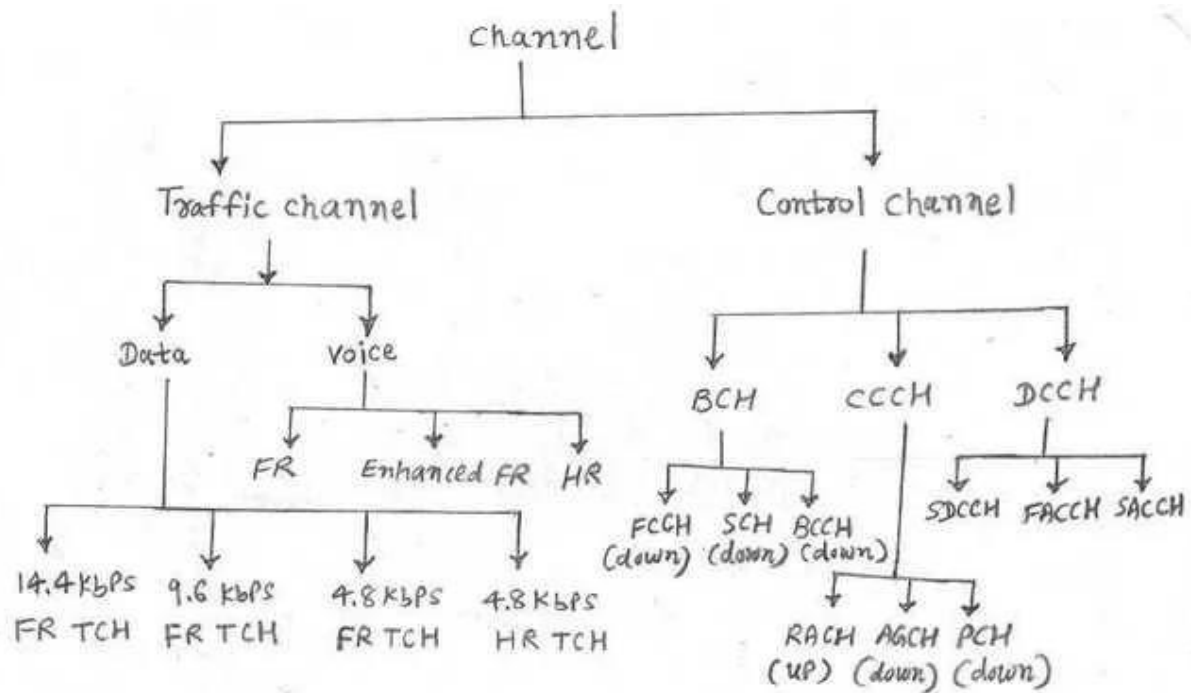 channel
Traffic channel
Control channel
Data
voice
BCH
CCCH
DCCH
FR
Enhanced FR
HR
FCCH
(down)
SCH
(down)
BCCH
(down)
SDCCH
FACCH
SACCH
14.4 kbps
FR TCH
9.6 kbps
FR TCH
4.8 kbps
FR TCH
4.8 kbps
HR TCH
RACH
(UP)
AGCH
(down)
PCH
(down)